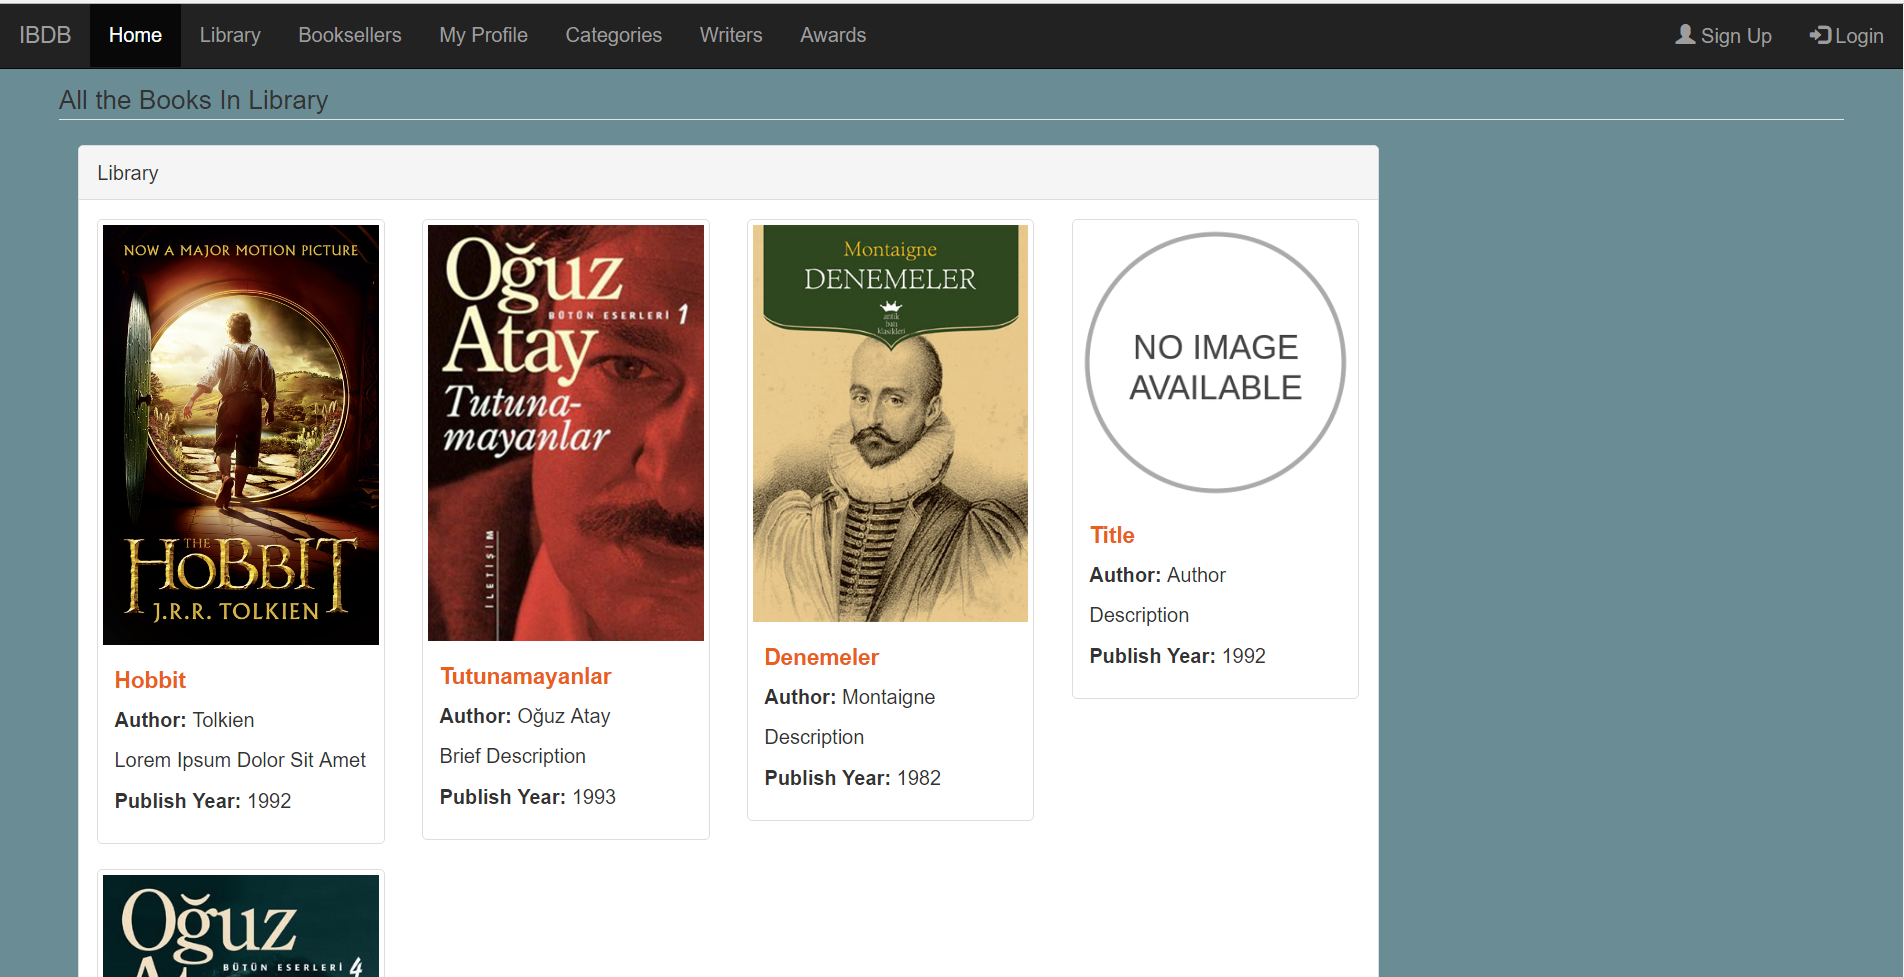 IBDB Home Library Booksellers My Profile Categories Writers Awards Sign Up Login
All the Books In Library
Library
NOW A MAJOR MOTION PICTURE
THE
HOBBIT
J.R.R. TOLKIEN
Hobbit
Author: Tolkien
Lorem Ipsum Dolor Sit Amet
Publish Year: 1992
Oğuz
BÜTÜN ESERLERİ 1
Atay
Tutuna-
mayanlar
İLETİŞİM
Tutunamayanlar
Author: Oğuz Atay
Brief Description
Publish Year: 1993
Montaigne
DENEMELER
antik
batı
klasikleri
Denemeler
Author: Montaigne
Description
Publish Year: 1982
NO IMAGE
AVAILABLE
Title
Author: Author
Description
Publish Year: 1992
Oğuz
BÜTÜN ESERLERİ 4